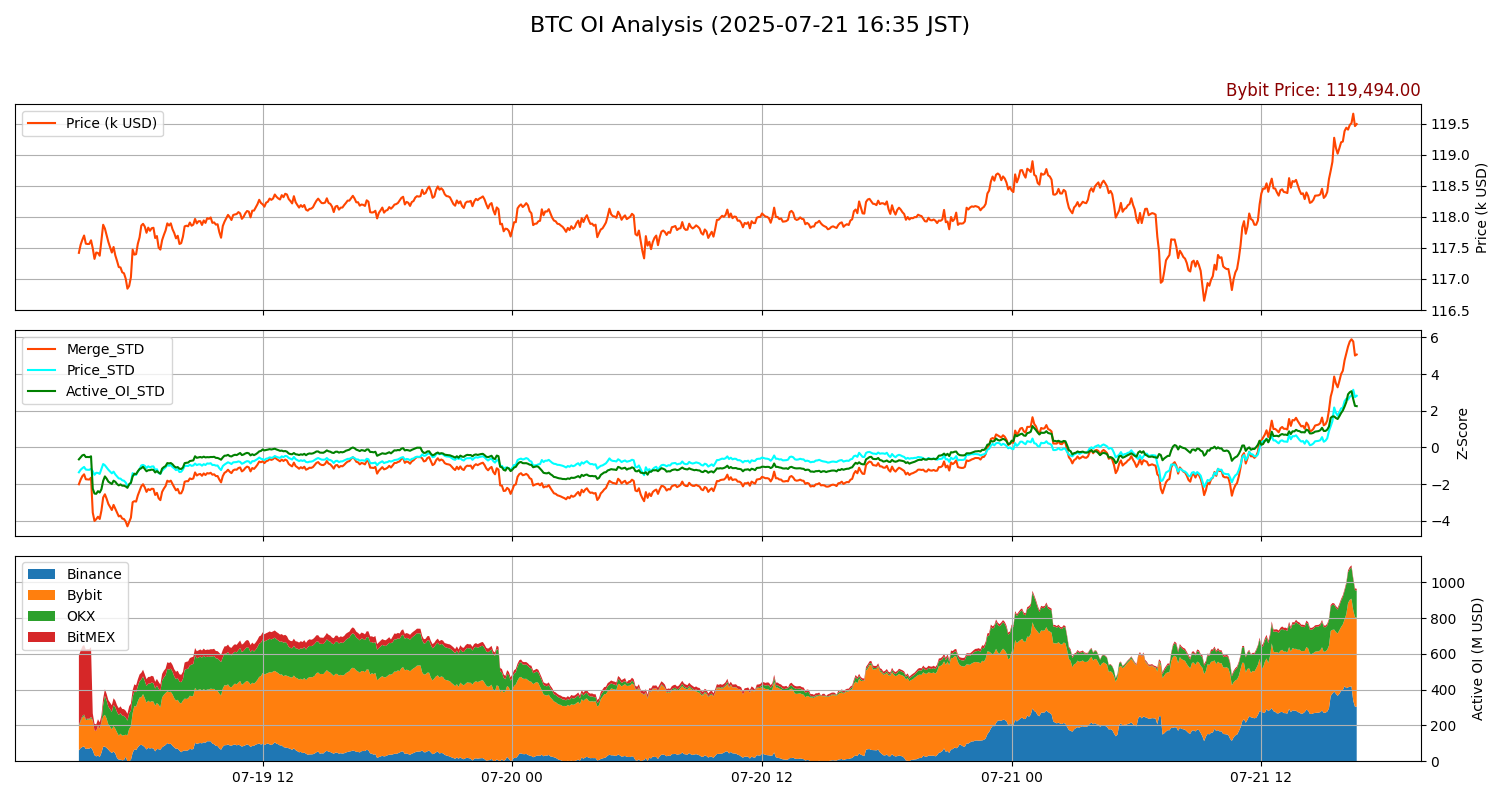 BTC OI Analysis (2025-07-21 16:35 JST)
Bybit Price: 119,494.00
Price (k USD)
119.5
119.0
118.5
118.0
117.5
117.0
116.5
Price (k USD)
Merge_STD
Price_STD
Active_OI_STD
6
4
2
0
−2
−4
Z-Score
Binance
Bybit
OKX
BitMEX
1000
800
600
400
200
0
Active OI (M USD)
07-19 12
07-20 00
07-20 12
07-21 00
07-21 12